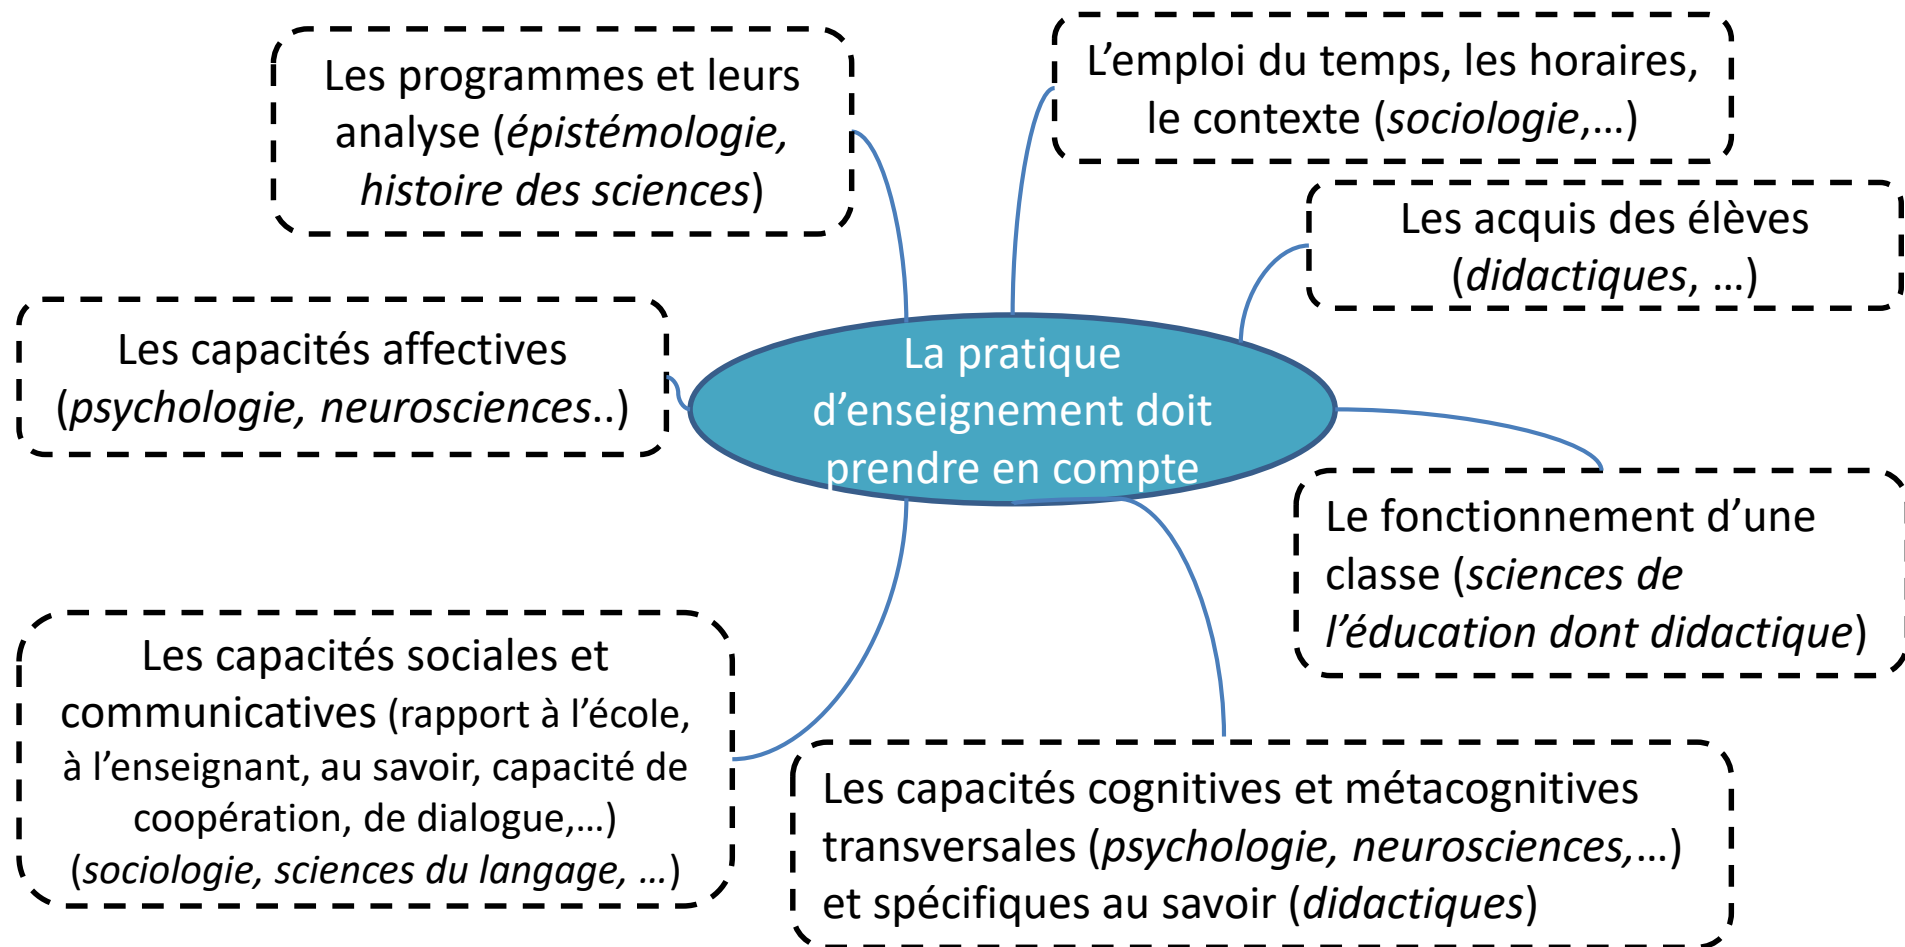 Les programmes et leurs
analyse (épistémologie,
histoire des sciences)
L’emploi du temps, les horaires,
le contexte (sociologie,…)
Les acquis des élèves
(didactiques, …)
Les capacités affectives
(psychologie, neurosciences..)
La pratique
d’enseignement doit
prendre en compte
Le fonctionnement d’une
classe (sciences de
l’éducation dont didactique)
Les capacités sociales et
communicatives (rapport à l’école,
à l’enseignant, au savoir, capacité de
coopération, de dialogue,…)
(sociologie, sciences du langage, …)
Les capacités cognitives et métacognitives
transversales (psychologie, neurosciences,…)
et spécifiques au savoir (didactiques)